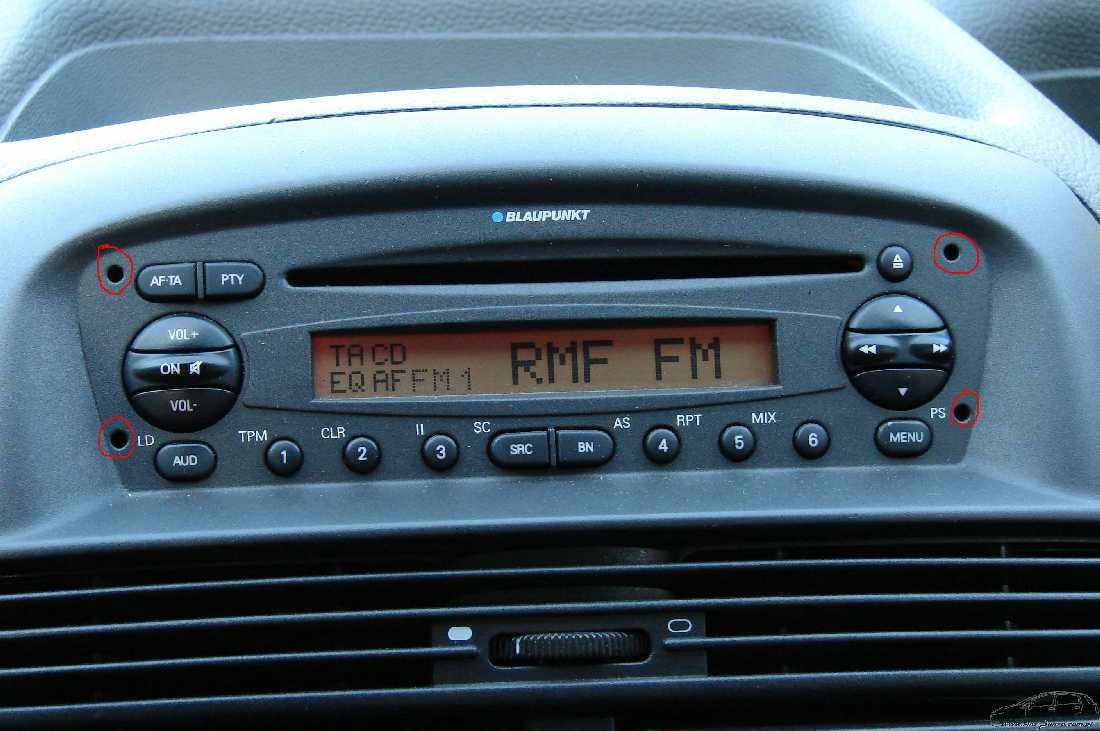 BLAUPUNKT
AF·TA PTY
VOL+
ON
VOL-
TA CD
EQ AF FM 1
RMF FM
LD
AUD
TPM 1
CLR 2
II 3
SC SRC BN AS
4 RPT
5 MIX
6
PS
MENU